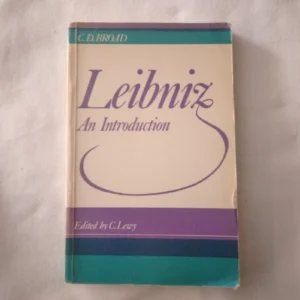 C. D. BROAD
Leibniz
An Introduction
Edited by C. Lewy